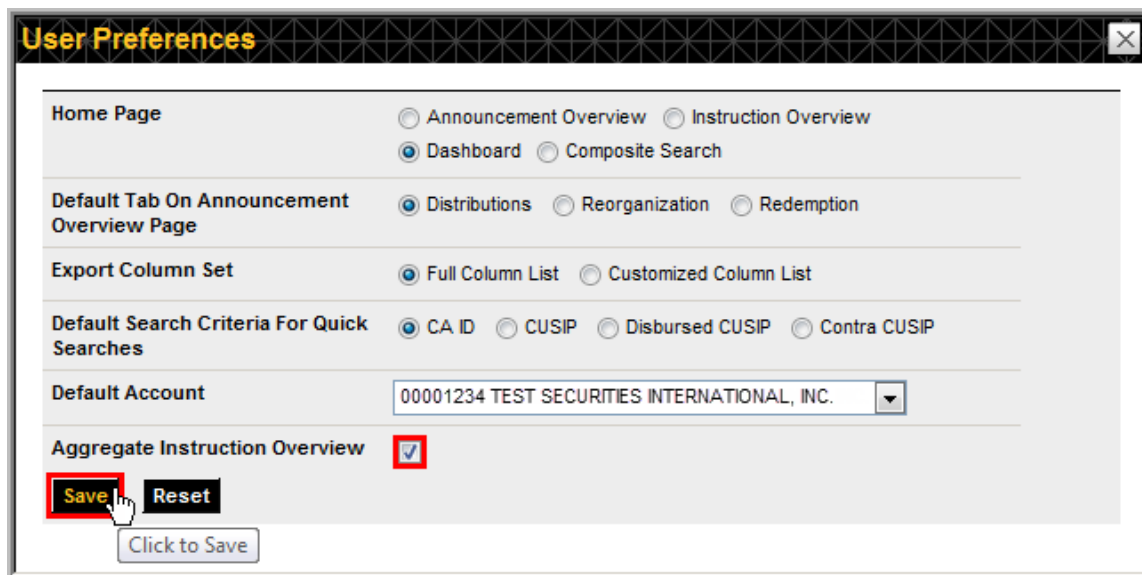 User Preferences
Home Page
Announcement Overview Instruction Overview
Dashboard Composite Search
Default Tab On Announcement
Overview Page
Distributions Reorganization Redemption
Export Column Set
Full Column List Customized Column List
Default Search Criteria For Quick
Searches
CA ID CUSIP Disbursed CUSIP Contra CUSIP
Default Account
00001234 TEST SECURITIES INTERNATIONAL, INC.
Aggregate Instruction Overview
Save Reset
Click to Save